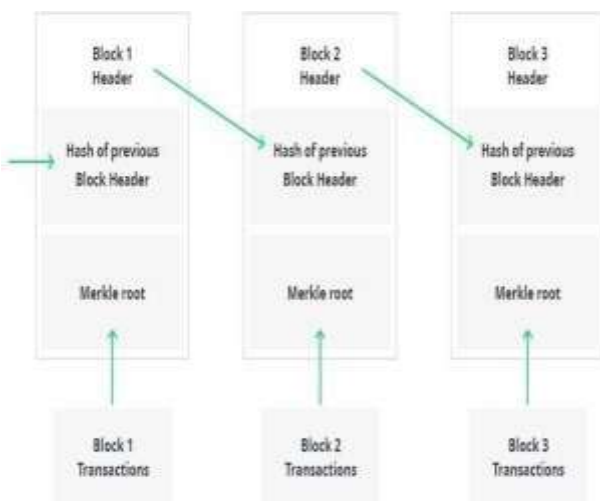 Block 1
Header
Hash of previous
Block Header
Merkle root
Block 1
Transactions
Block 2
Header
Hash of previous
Block Header
Merkle root
Block 2
Transactions
Block 3
Header
Hash of previous
Block Header
Merkle root
Block 3
Transactions